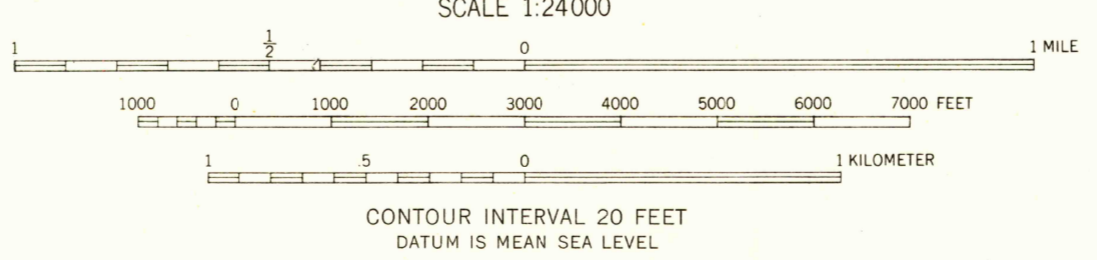 SCALE 1:24000
1 1/2 0 1 MILE
1000 0 1000 2000 3000 4000 5000 6000 7000 FEET
1 .5 0 1 KILOMETER
CONTOUR INTERVAL 20 FEET
DATUM IS MEAN SEA LEVEL